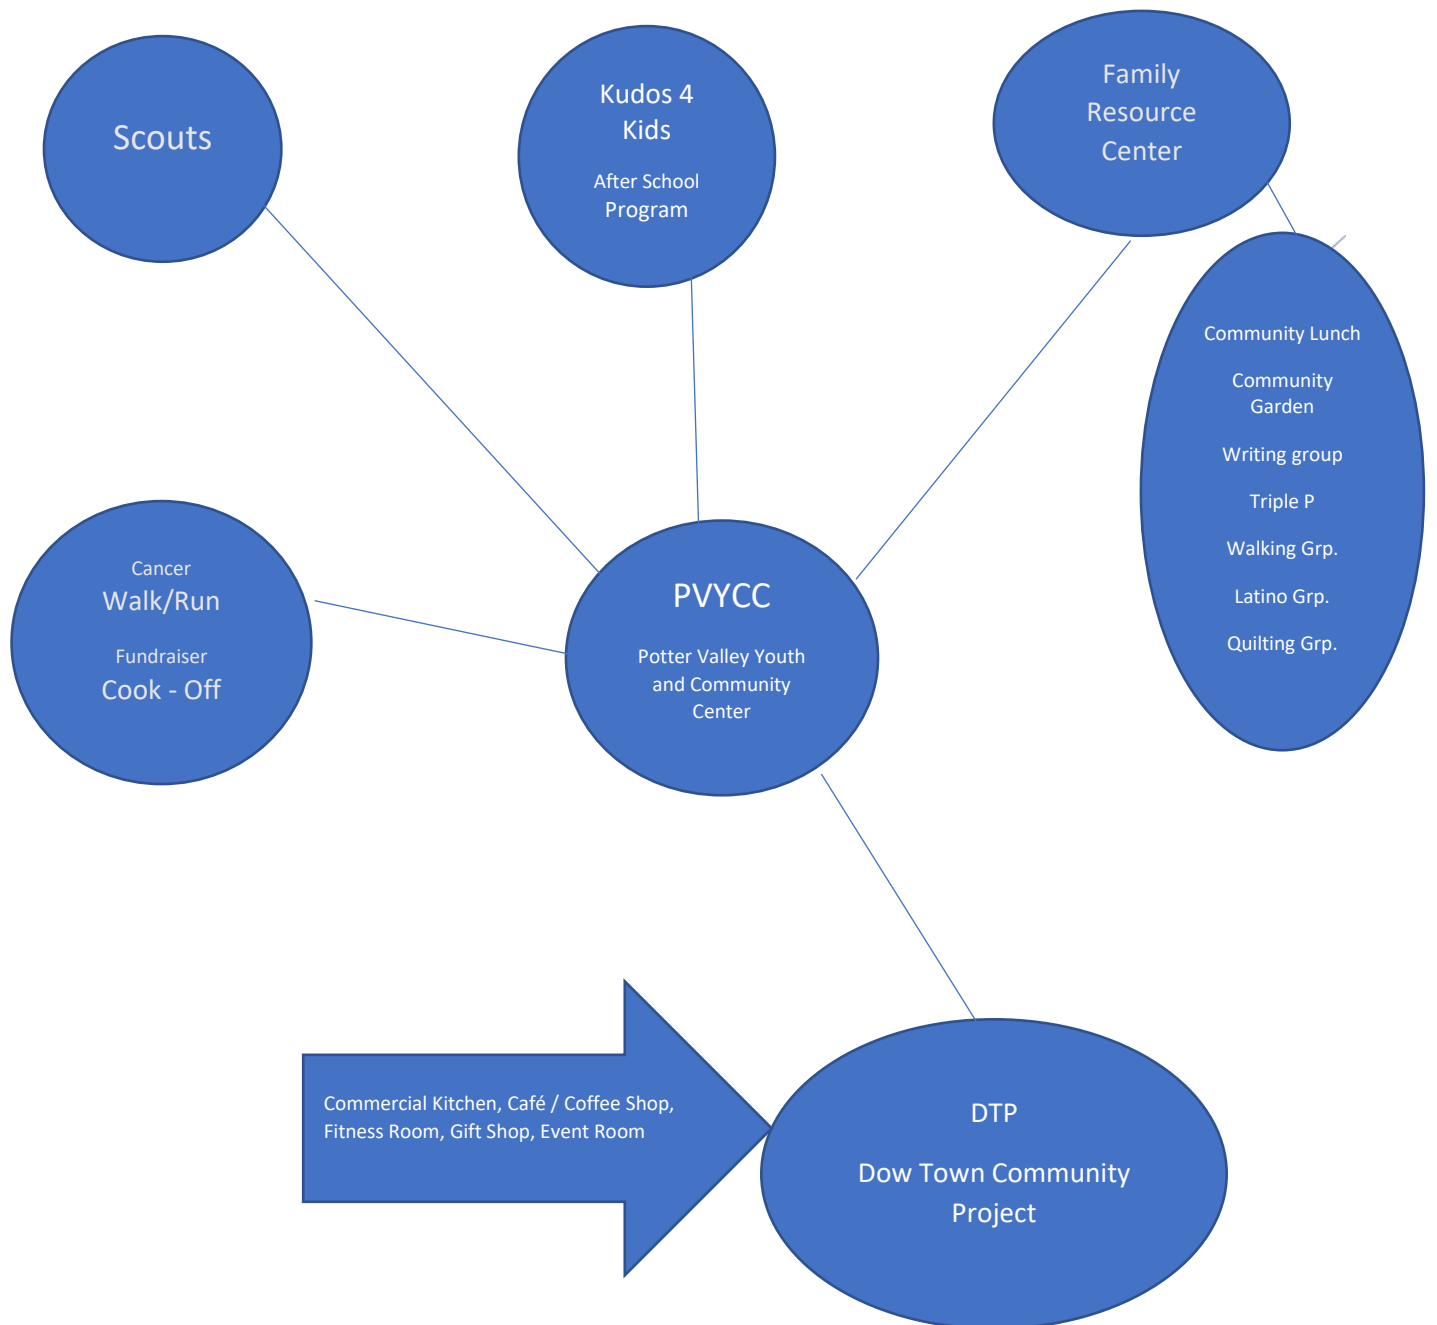 Scouts
Kudos 4
Kids
After School
Program
Family
Resource
Center
Community Lunch
Community
Garden
Writing group
Triple P
Walking Grp.
Latino Grp.
Quilting Grp.
Cancer
Walk/Run
Fundraiser
Cook - Off
PVYCC
Potter Valley Youth
and Community
Center
Commercial Kitchen, Café / Coffee Shop,
Fitness Room, Gift Shop, Event Room
DTP
Dow Town Community
Project